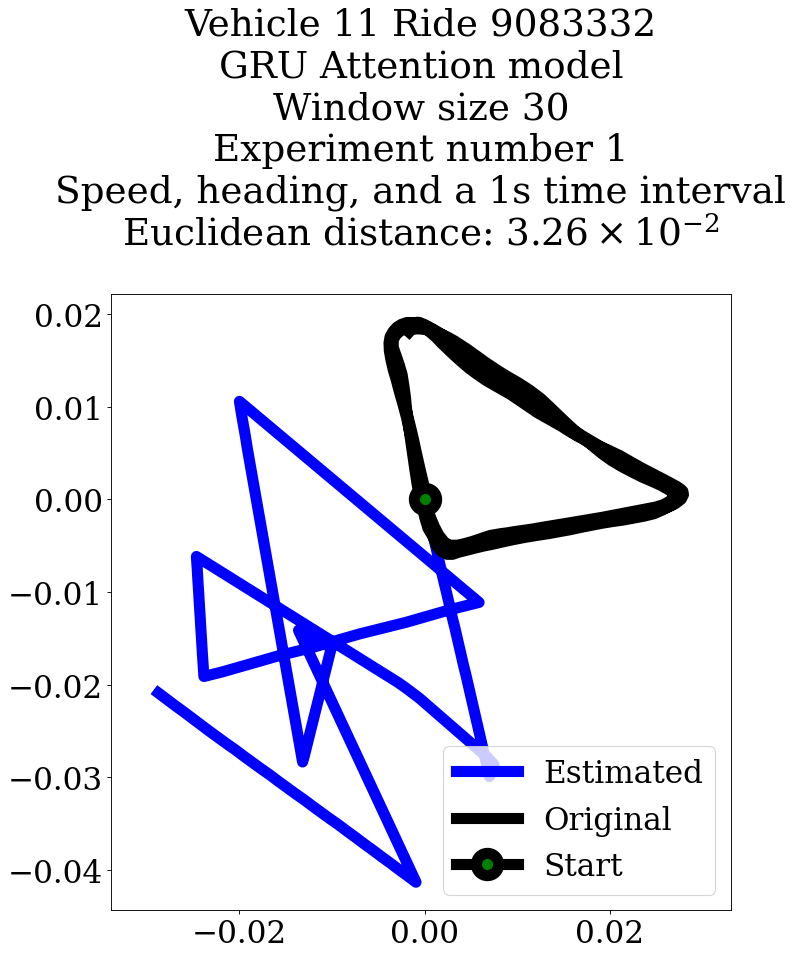 Vehicle 11 Ride 9083332
GRU Attention model
Window size 30
Experiment number 1
Speed, heading, and a 1s time interval
Euclidean distance: 3.26 × 10⁻²
0.02
0.01
0.00
−0.01
−0.02
−0.03
−0.04
Estimated
Original
Start
−0.02 0.00 0.02